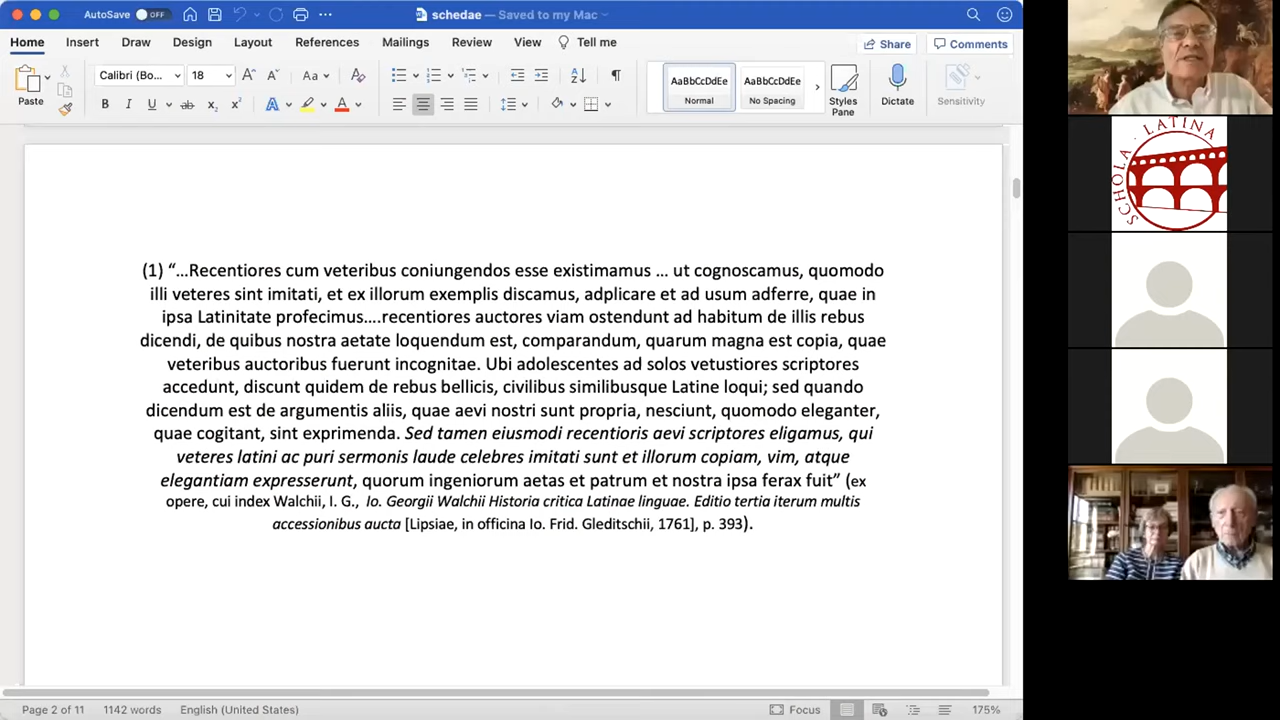 AutoSave OFF
schedae — Saved to my Mac
Home Insert Draw Design Layout References Mailings Review View Tell me
Share Comments
Paste
Calibri (Bo... 18
Aa
B I U ab x₂ x²
A A
AaBbCcDdEe AaBbCcDdEe
Normal No Spacing
Styles
Pane
Dictate
Sensitivity
(1) “…Recentiores cum veteribus coniungendos esse existimamus … ut cognoscamus, quomodo
illi veteres sint imitati, et ex illorum exemplis discamus, adplicare et ad usum adferre, quae in
ipsa Latinitate profecimus….recentiores auctores viam ostendunt ad habitum de illis rebus
dicendi, de quibus nostra aetate loquendum est, comparandum, quarum magna est copia, quae
veteribus auctoribus fuerunt incognitae. Ubi adolescentes ad solos vetustiores scriptores
accedunt, discunt quidem de rebus bellicis, civilibus similibusque Latine loqui; sed quando
dicendum est de argumentis aliis, quae aevi nostri sunt propria, nesciunt, quomodo eleganter,
quae cogitant, sint exprimenda. Sed tamen eiusmodi recentioris aevi scriptores eligamus, qui
veteres latini ac puri sermonis laude celebres imitati sunt et illorum copiam, vim, atque
elegantiam expresserunt, quorum ingeniorum aetas et patrum et nostra ipsa ferax fuit” (ex
opere, cui index Walchii, I. G., Io. Georgii Walchii Historia critica Latinae linguae. Editio tertia iterum multis
accessionibus aucta [Lipsiae, in officina Io. Frid. Gleditschii, 1761], p. 393).
Page 2 of 11 1142 words English (United States) Focus 175%
SCHOLA · LATINA